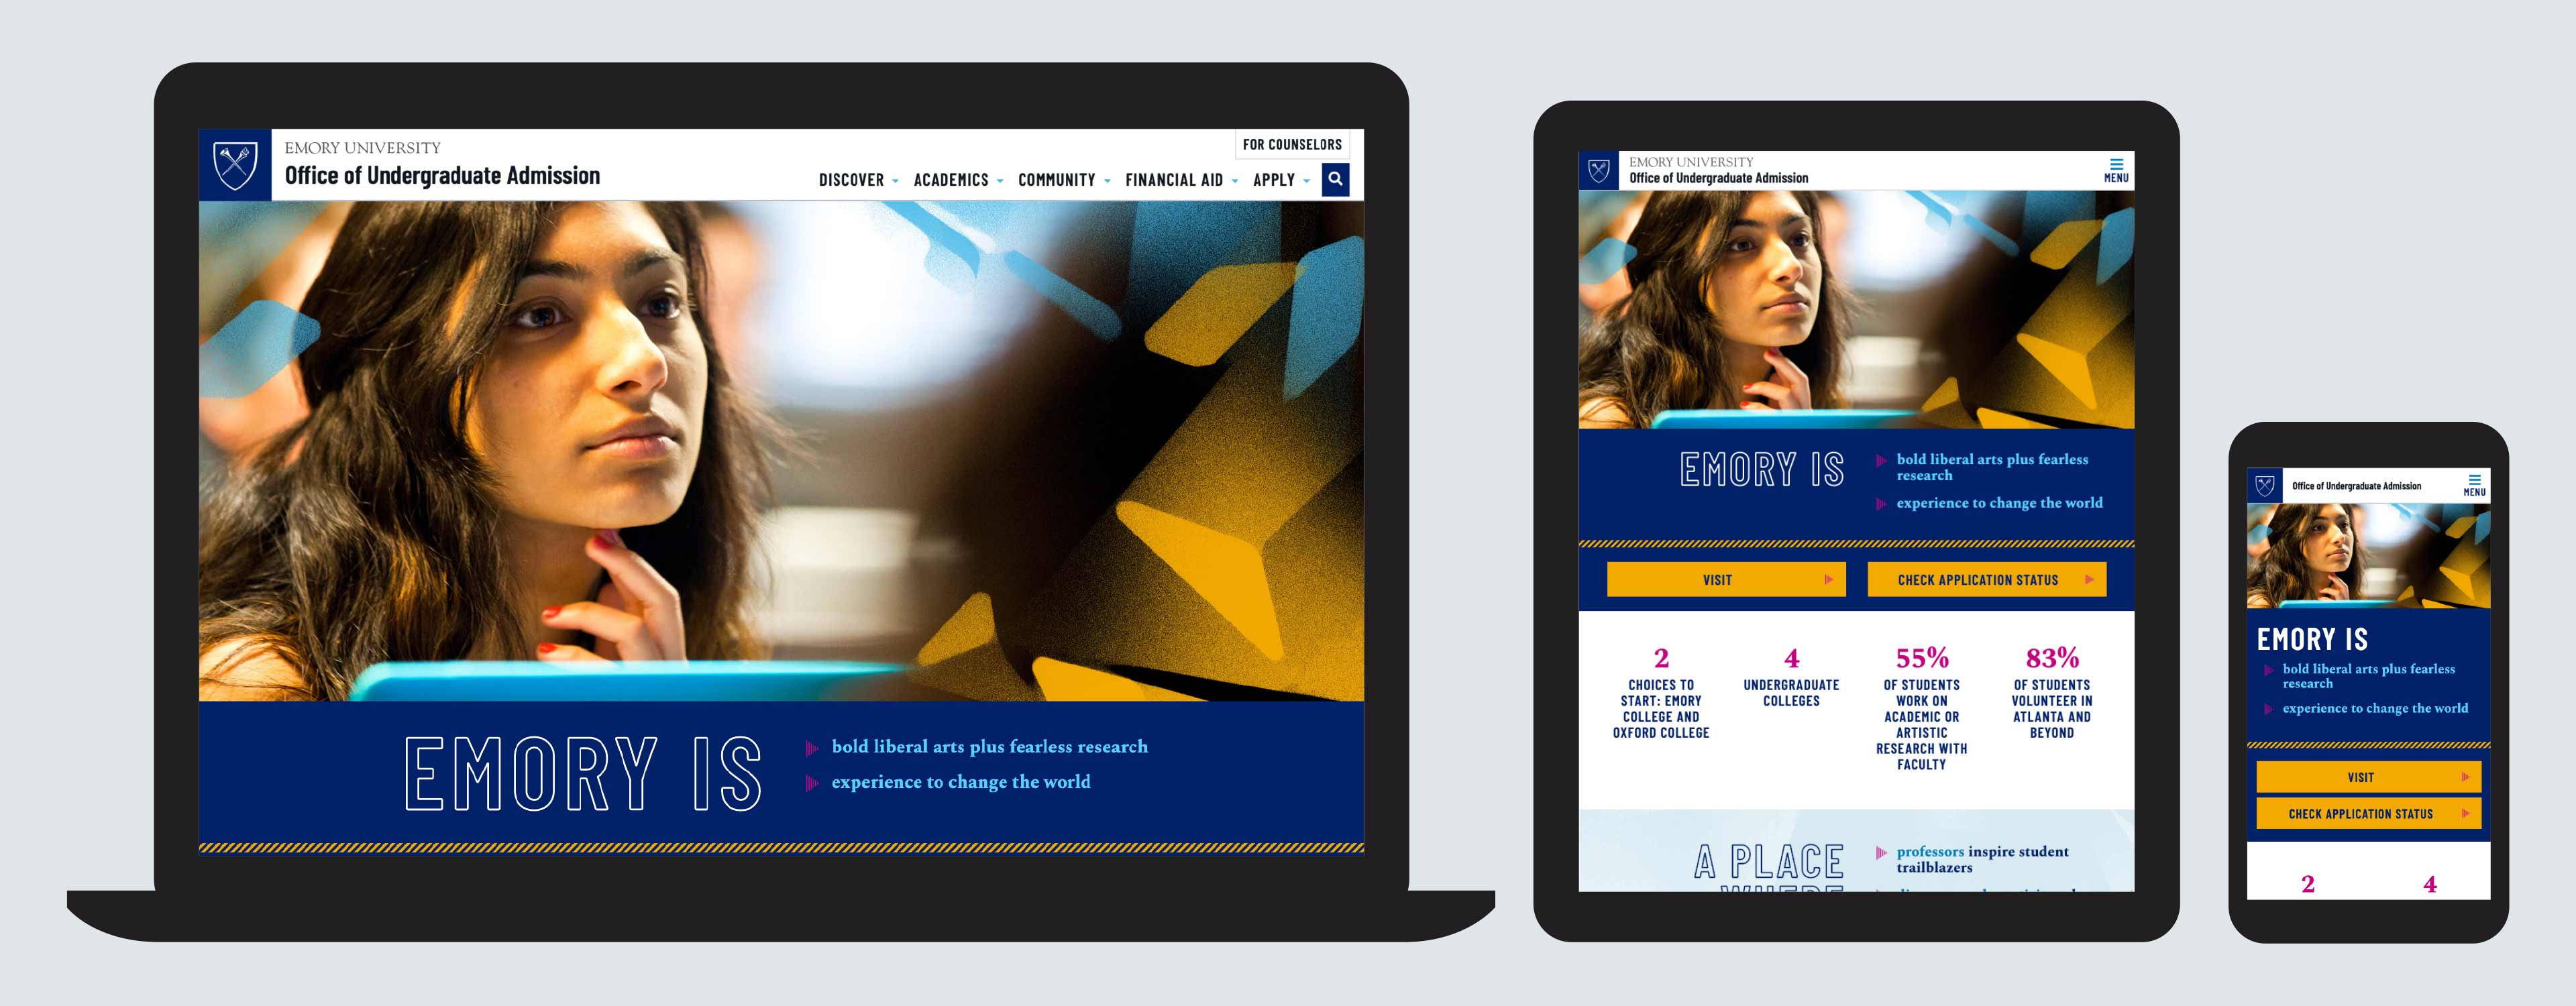 EMORY UNIVERSITY
Office of Undergraduate Admission
FOR COUNSELORS
DISCOVER ACADEMICS COMMUNITY FINANCIAL AID APPLY
EMORY IS
bold liberal arts plus fearless research
experience to change the world
EMORY UNIVERSITY
Office of Undergraduate Admission
MENU
EMORY IS
bold liberal arts plus fearless
research
experience to change the world
VISIT
CHECK APPLICATION STATUS
2
CHOICES TO
START: EMORY
COLLEGE AND
OXFORD COLLEGE
4
UNDERGRADUATE
COLLEGES
55%
OF STUDENTS
WORK ON
ACADEMIC OR
ARTISTIC
RESEARCH WITH
FACULTY
83%
OF STUDENTS
VOLUNTEER IN
ATLANTA AND
BEYOND
A PLACE
WHERE
professors inspire student
trailblazers
Office of Undergraduate Admission
MENU
EMORY IS
bold liberal arts plus fearless
research
experience to change the world
VISIT
CHECK APPLICATION STATUS
2
4